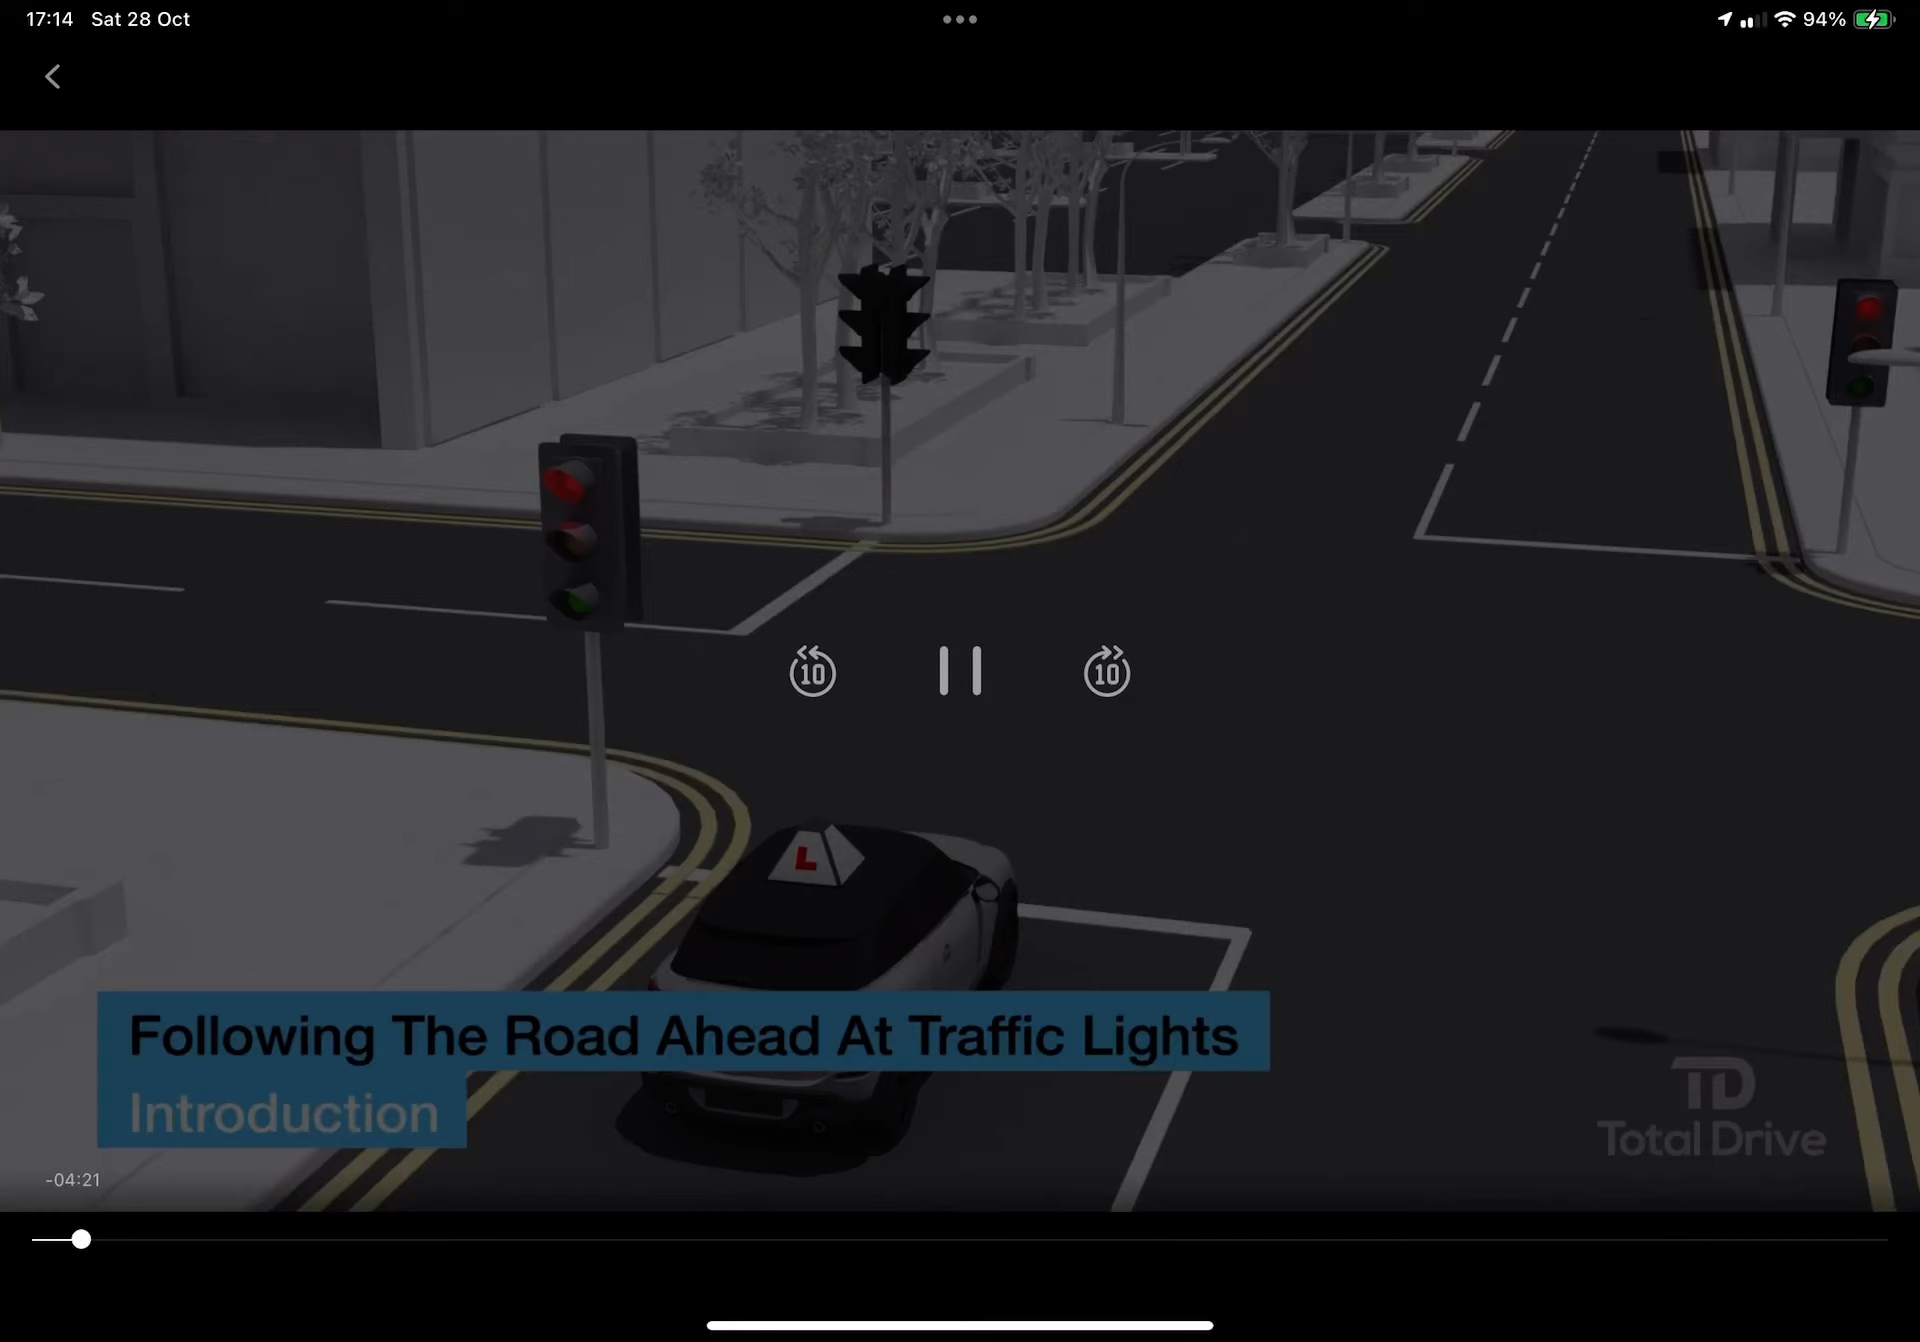 17:14 Sat 28 Oct
94%
10
10
L
Following The Road Ahead At Traffic Lights
Introduction
TD
Total Drive
-04:21